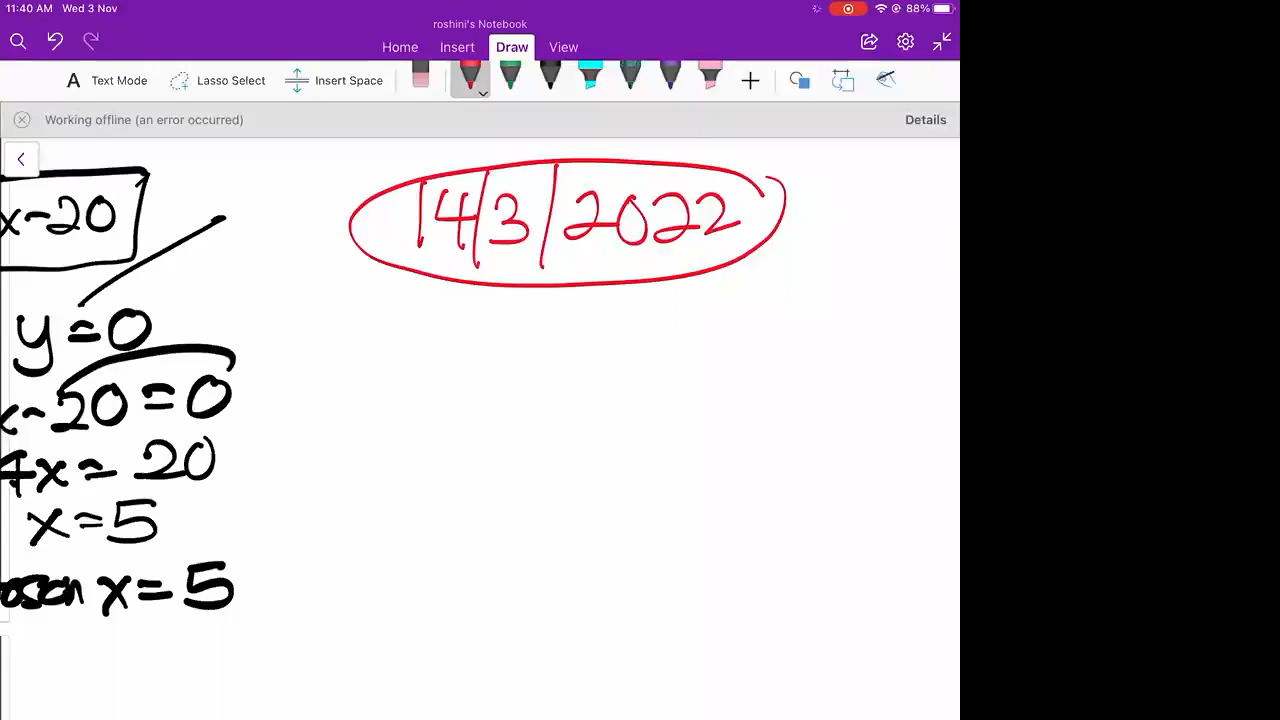 11:40 AM Wed 3 Nov
88%
roshini's Notebook
Home Insert Draw View
A Text Mode Lasso Select Insert Space
Working offline (an error occurred) Details
x-20
14/3/2022
y=0
x-20=0
4x=20
x=5
x=5